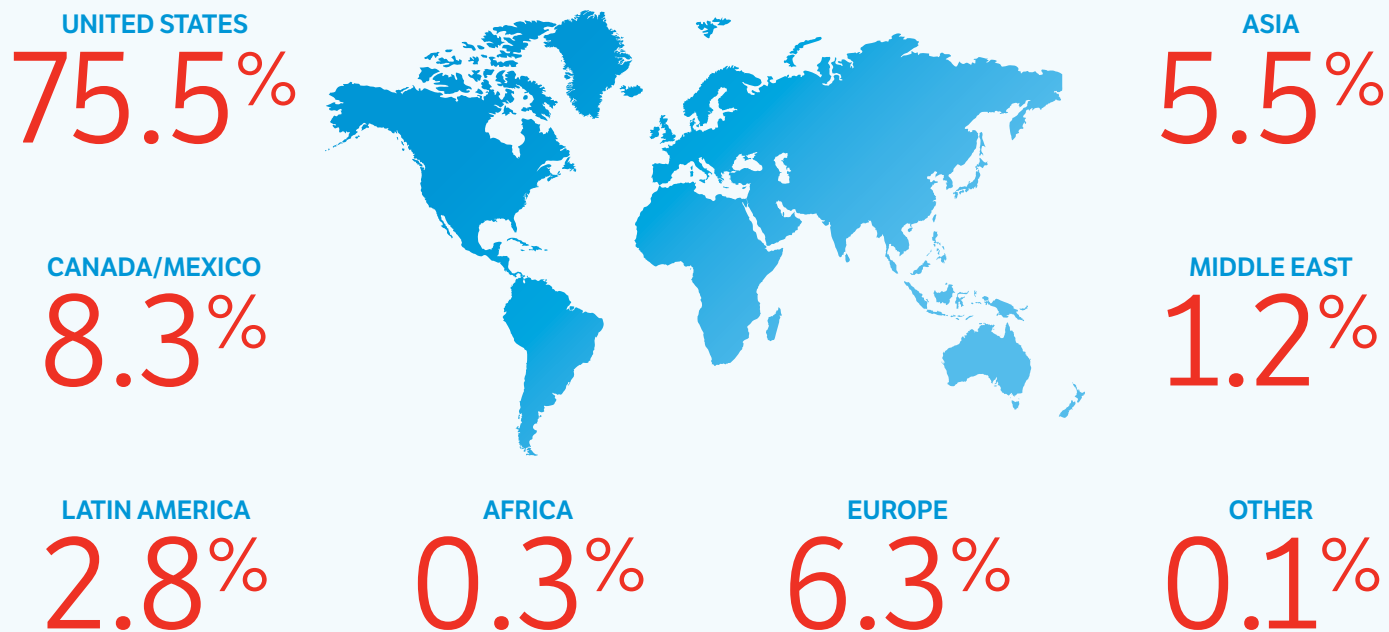 UNITED STATES
75.5%
ASIA
5.5%
CANADA/MEXICO
8.3%
MIDDLE EAST
1.2%
LATIN AMERICA
2.8%
AFRICA
0.3%
EUROPE
6.3%
OTHER
0.1%